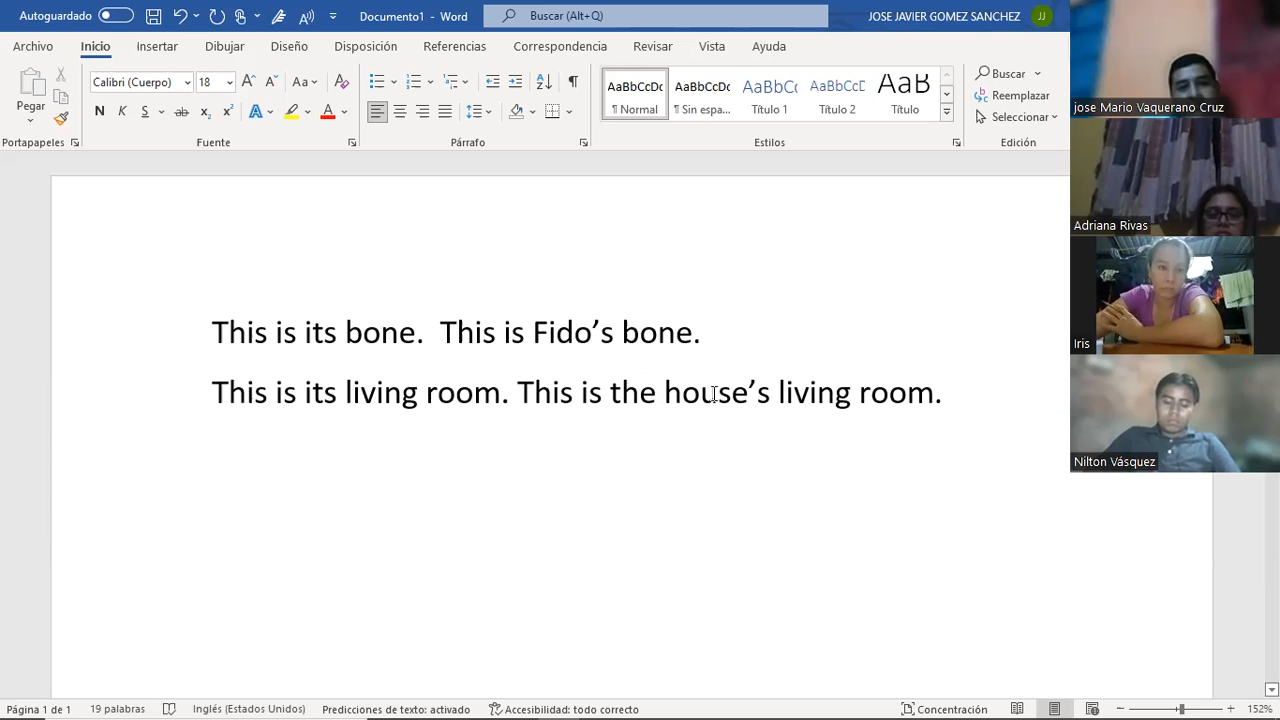 Autoguardado
Documento1 - Word
Buscar (Alt+Q)
JOSE JAVIER GOMEZ SANCHEZ
JJ
Archivo Inicio Insertar Dibujar Diseño Disposición Referencias Correspondencia Revisar Vista Ayuda
Pegar
Calibri (Cuerpo) 18
N K S ab x₂ x²
AaBbCcDc AaBbCcDc AaBbCc AaBbCcD AaB
¶ Normal ¶ Sin espa... Título 1 Título 2 Título
Buscar
Reemplazar
Seleccionar
Portapapeles Fuente Párrafo Estilos Edición
This is its bone.  This is Fido’s bone.
This is its living room. This is the house’s living room.
jose Mario Vaquerano Cruz
Adriana Rivas
Iris
Nilton Vásquez
Página 1 de 1 19 palabras Inglés (Estados Unidos) Predicciones de texto: activado Accesibilidad: todo correcto Concentración 152%